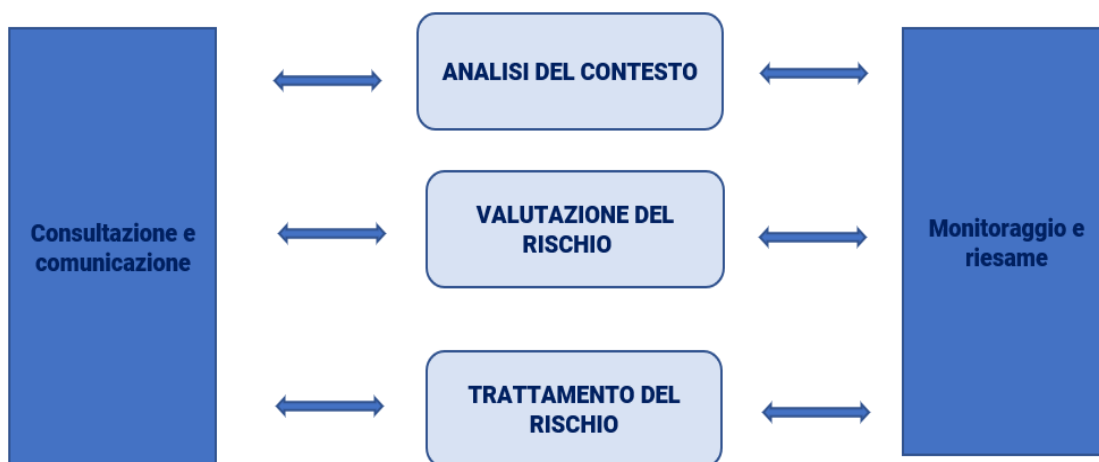 ANALISI DEL CONTESTO
VALUTAZIONE DEL
RISCHIO
Consultazione e
comunicazione
Monitoraggio e
riesame
TRATTAMENTO DEL
RISCHIO